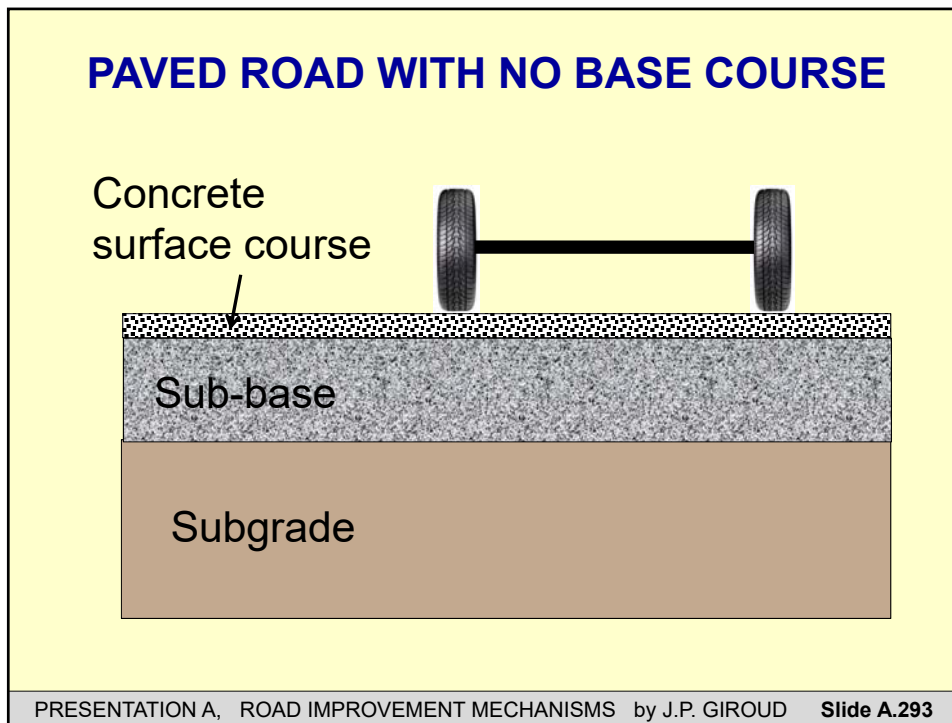 PAVED ROAD WITH NO BASE COURSE
Concrete
surface course
Sub-base
Subgrade
PRESENTATION A, ROAD IMPROVEMENT MECHANISMS by J.P. GIROUD Slide A.293